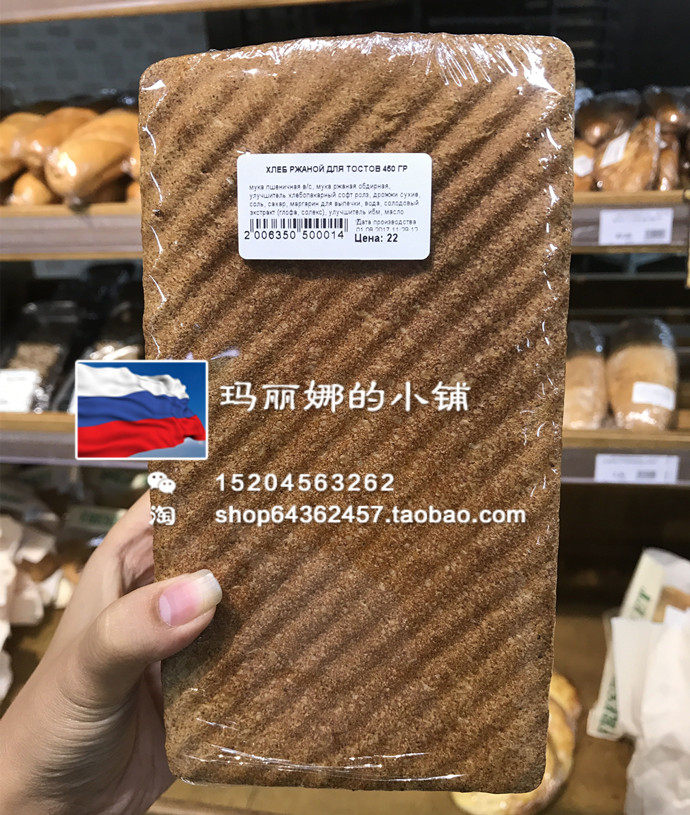 ХЛЕБ РЖАНОЙ ДЛЯ ТОСТОВ 450 ГР
мука пшеничная в/с, мука ржаная обдирная,
улучшитель хлебопекарный софт ролз, дрожжи сухие,
соль, сахар, маргарин для выпечки, вода, солодовый
экстракт (глофа, солекс), улучшитель ибм, масло
Дата производства
2 006350 500014
Цена: 22
玛丽娜的小铺
15204563262
淘 shop64362457.taobao.com